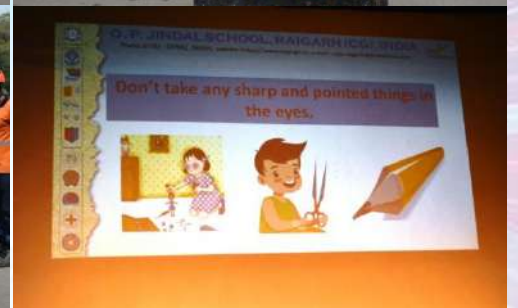 O. P. JINDAL SCHOOL, RAIGARH (CG), INDIA
Don't take any sharp and pointed things in
the eyes.